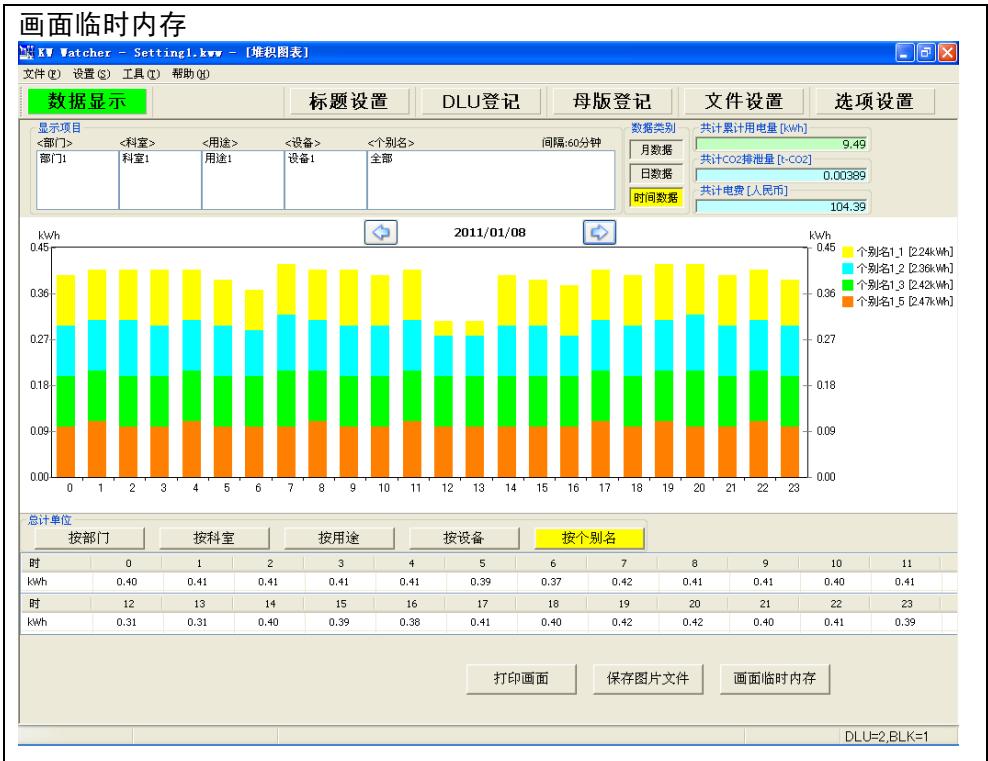 画面临时内存
KW Watcher - Setting1.kww - [堆积图表]
文件(F) 设置(S) 工具(T) 帮助(H)
数据显示 标题设置 DLU登记 母版登记 文件设置 选项设置
显示项目 数据类别 共计累计用电量 [kWh]
<部门> <科室> <用途> <设备> <个别名> 间隔:60分钟 月数据 9.49
部门1 科室1 用途1 设备1 全部
日数据 共计CO2排泄量 [t-CO2]
0.00389
时间数据 共计电费 [人民币]
104.39
2011/01/08
kWh kWh
0.45 0.45 个别名1_1 [2.24kWh]
个别名1_2 [2.36kWh]
0.36 0.36 个别名1_3 [2.42kWh]
个别名1_5 [2.47kWh]
0.27 0.27
0.18 0.18
0.09 0.09
0.00 0.00
0 1 2 3 4 5 6 7 8 9 10 11 12 13 14 15 16 17 18 19 20 21 22 23
总计单位
按部门 按科室 按用途 按设备 按个别名
时 0 1 2 3 4 5 6 7 8 9 10 11
kWh 0.40 0.41 0.41 0.41 0.41 0.39 0.37 0.42 0.41 0.41 0.40 0.41
时 12 13 14 15 16 17 18 19 20 21 22 23
kWh 0.31 0.31 0.40 0.39 0.38 0.41 0.40 0.42 0.42 0.40 0.41 0.39
打印画面 保存图片文件 画面临时内存
DLU=2,BLK=1